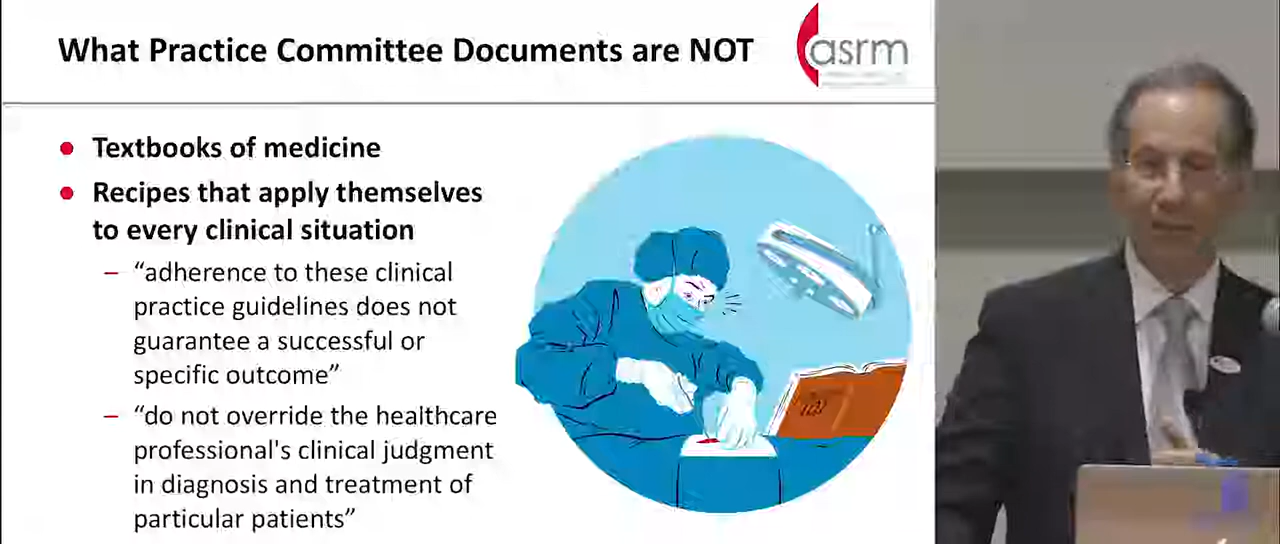 What Practice Committee Documents are NOT
asrm
Textbooks of medicine
Recipes that apply themselves
to every clinical situation
– “adherence to these clinical
practice guidelines does not
guarantee a successful or
specific outcome”
– “do not override the healthcare
professional's clinical judgment
in diagnosis and treatment of
particular patients”